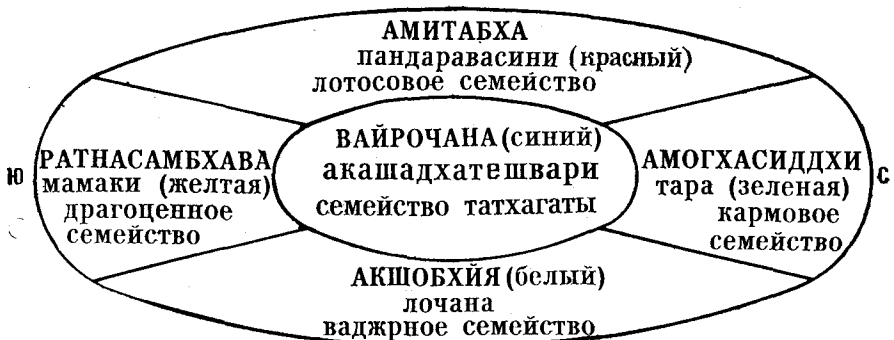 АМИТАБХА
пандаравасини (красный)
лотосовое семейство
Ю
РАТНАСАМБХАВА
мамаки (желтая)
драгоценное
семейство
ВАЙРОЧАНА (синий)
акашадхатешвари
семейство татхагаты
АМОГХАСИДДХИ
тара (зеленая)
кармовое
семейство
С
АКШОБХЙЯ (белый)
лочана
ваджрное семейство